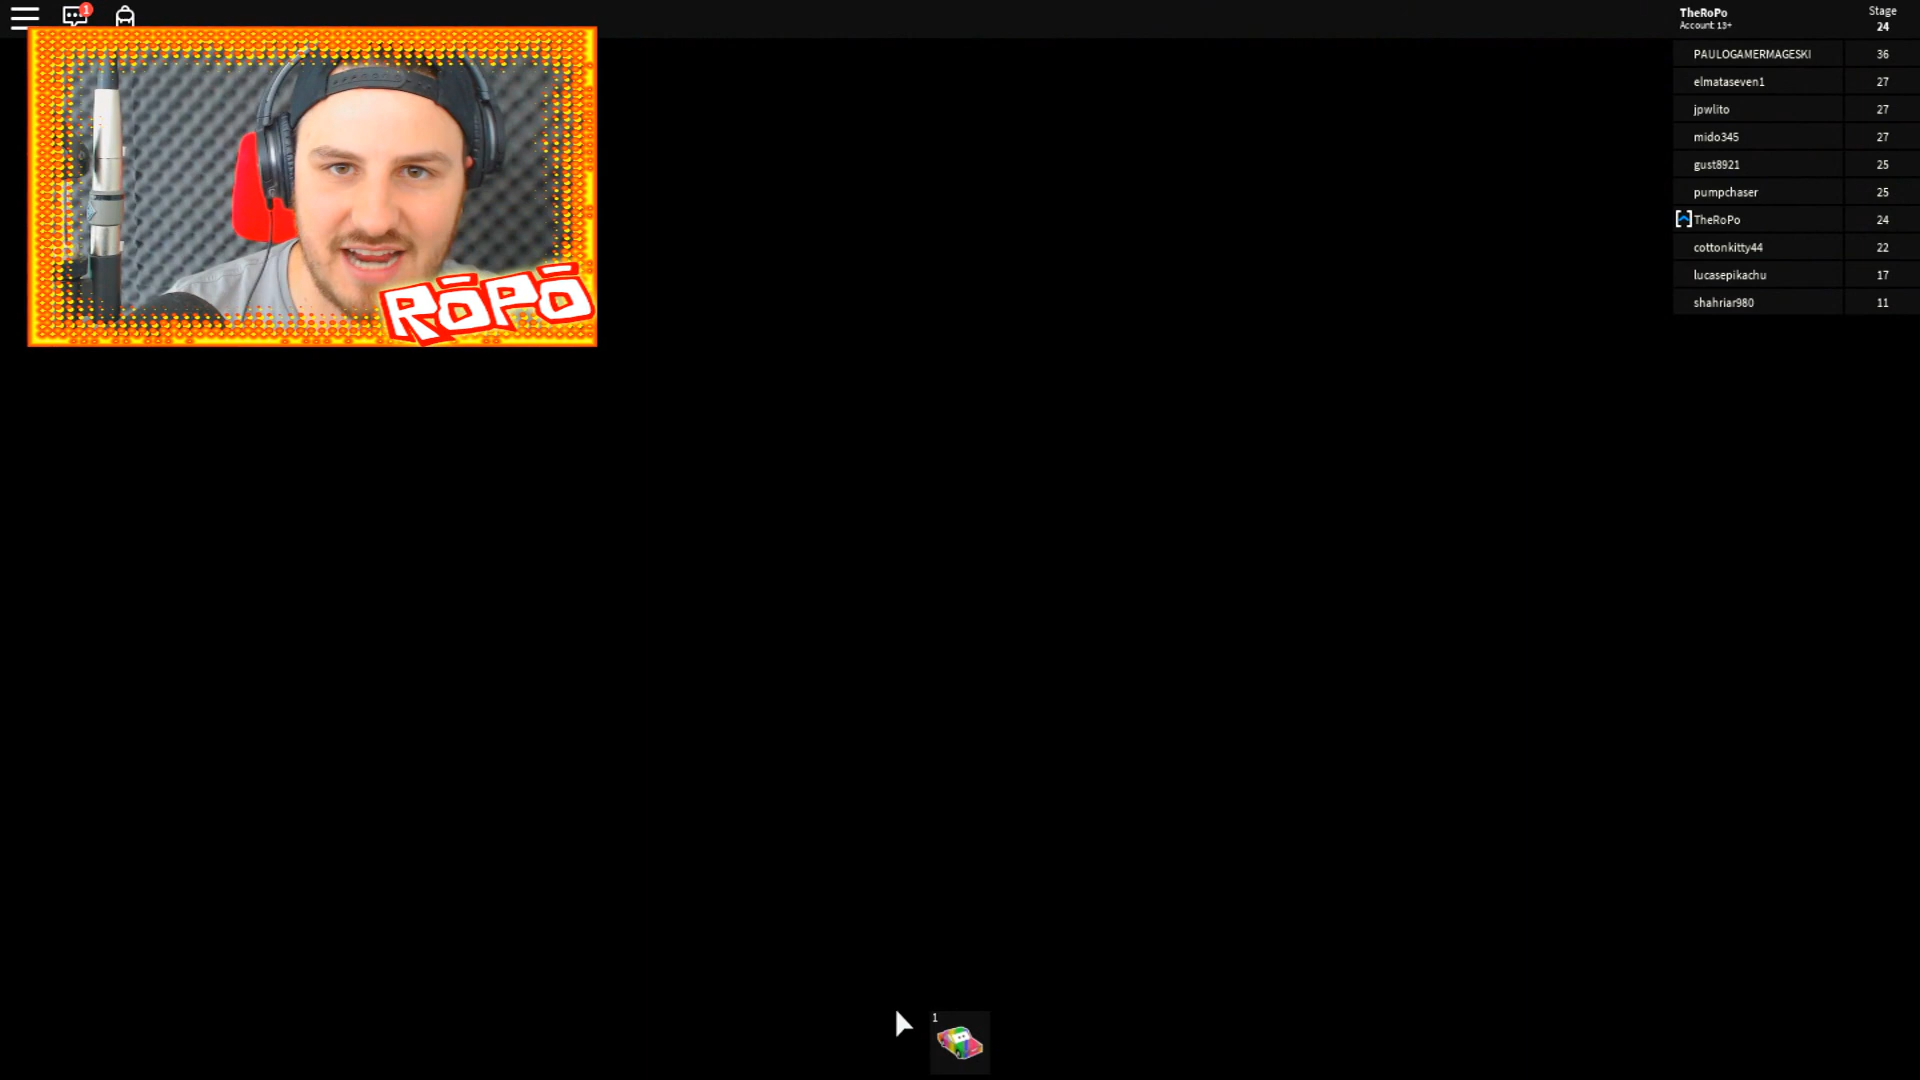 1
TheRoPo
Account: 13+
Stage
24
PAULOGAMERMAGESKI 36
elmataseven1 27
jpwlito 27
mido345 27
gust8921 25
pumpchaser 25
TheRoPo 24
cottonkitty44 22
lucasepikachu 17
shahriar980 11
RōPō
1